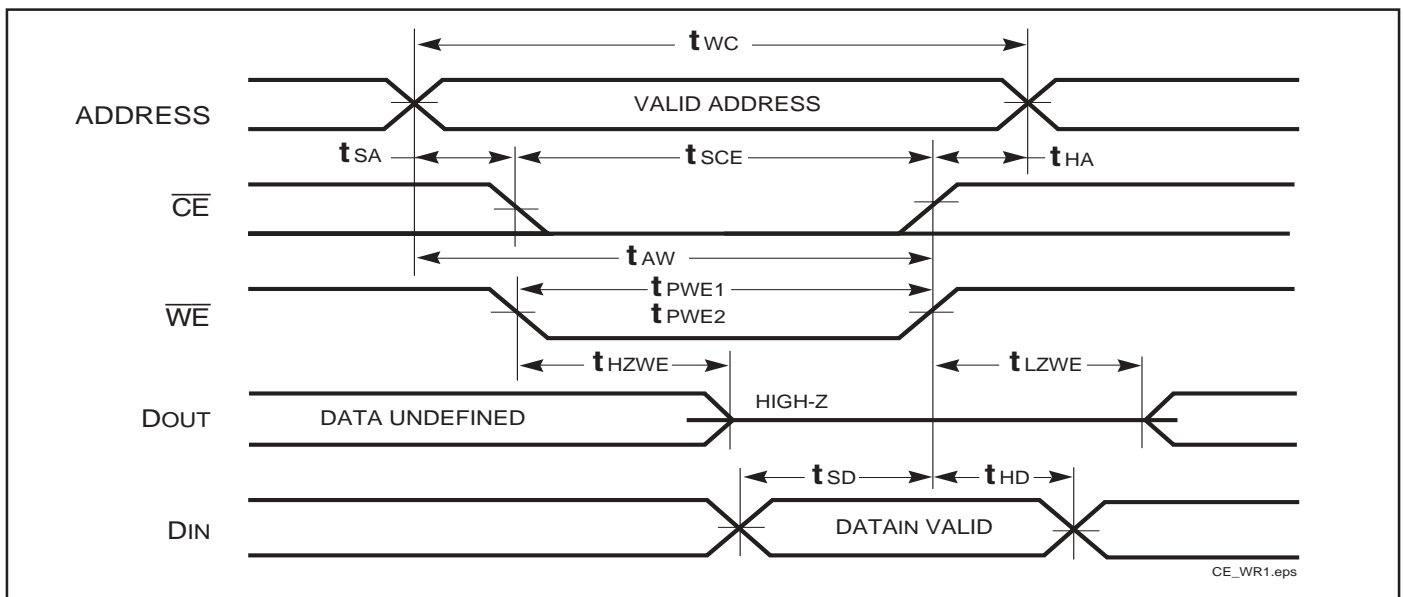 tWC
ADDRESS
VALID ADDRESS
tSA
tSCE
tHA
CE
tAW
WE
tPWE1
tPWE2
tHZWE
tLZWE
DOUT
DATA UNDEFINED
HIGH-Z
tSD
tHD
DIN
DATAIN VALID
CE_WR1.eps